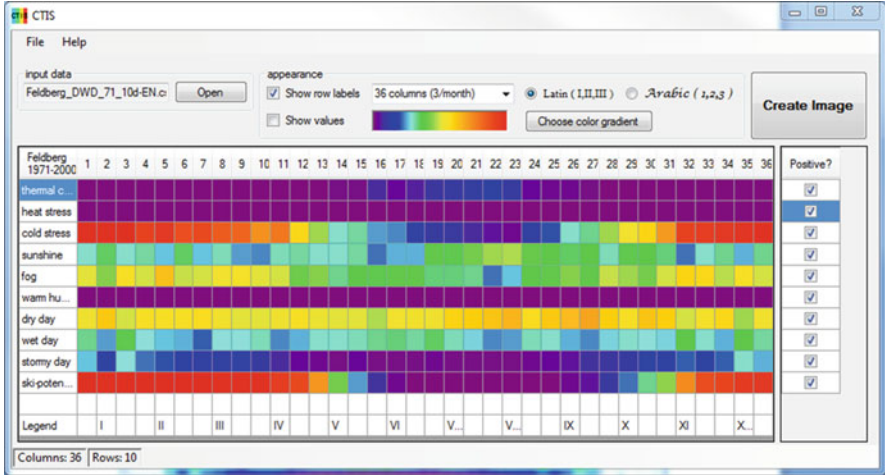 CTIS
File Help
input data
Feldberg_DWD_71_10d-EN.c
Open
appearance
Show row labels
36 columns (3/month)
Latin ( I,II,III )
Arabic ( 1,2,3 )
Show values
Choose color gradient
Create Image
Feldberg
1971-2000
1 2 3 4 5 6 7 8 9 10 11 12 13 14 15 16 17 18 19 20 21 22 23 24 25 26 27 28 29 30 31 32 33 34 35 36
Positive?
thermal c...
heat stress
cold stress
sunshine
fog
warm hu...
dry day
wet day
stormy day
ski-poten...
Legend I II III IV V VI V... V... IX X XI X...
Columns: 36 Rows: 10